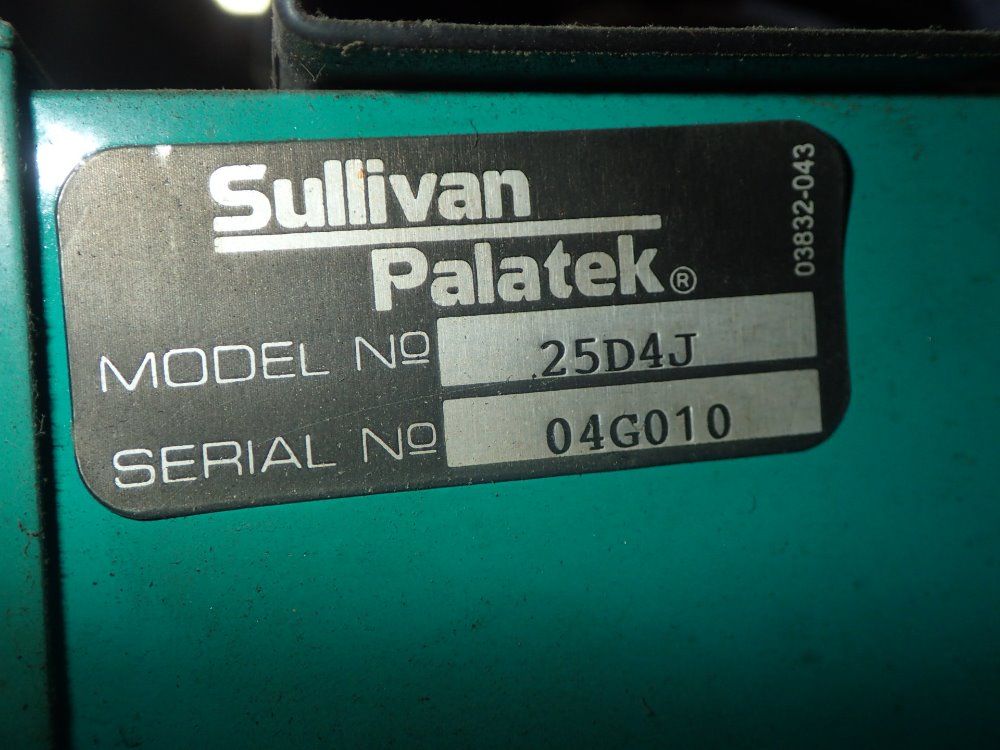 Sullivan
Palatek®
03832-043
MODEL Nº 25D4J
SERIAL Nº 04G010